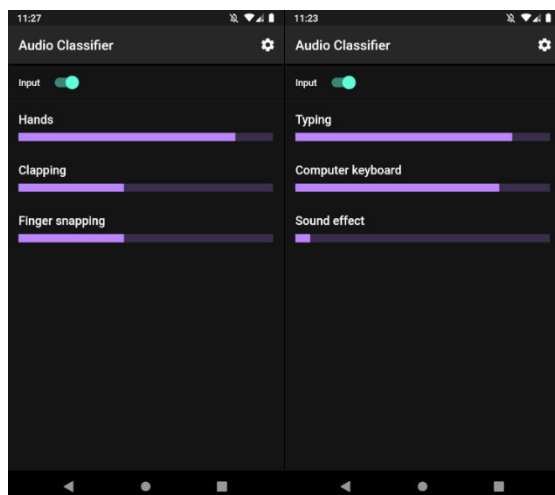 11:27
Audio Classifier
Input
Hands
Clapping
Finger snapping
11:23
Audio Classifier
Input
Typing
Computer keyboard
Sound effect